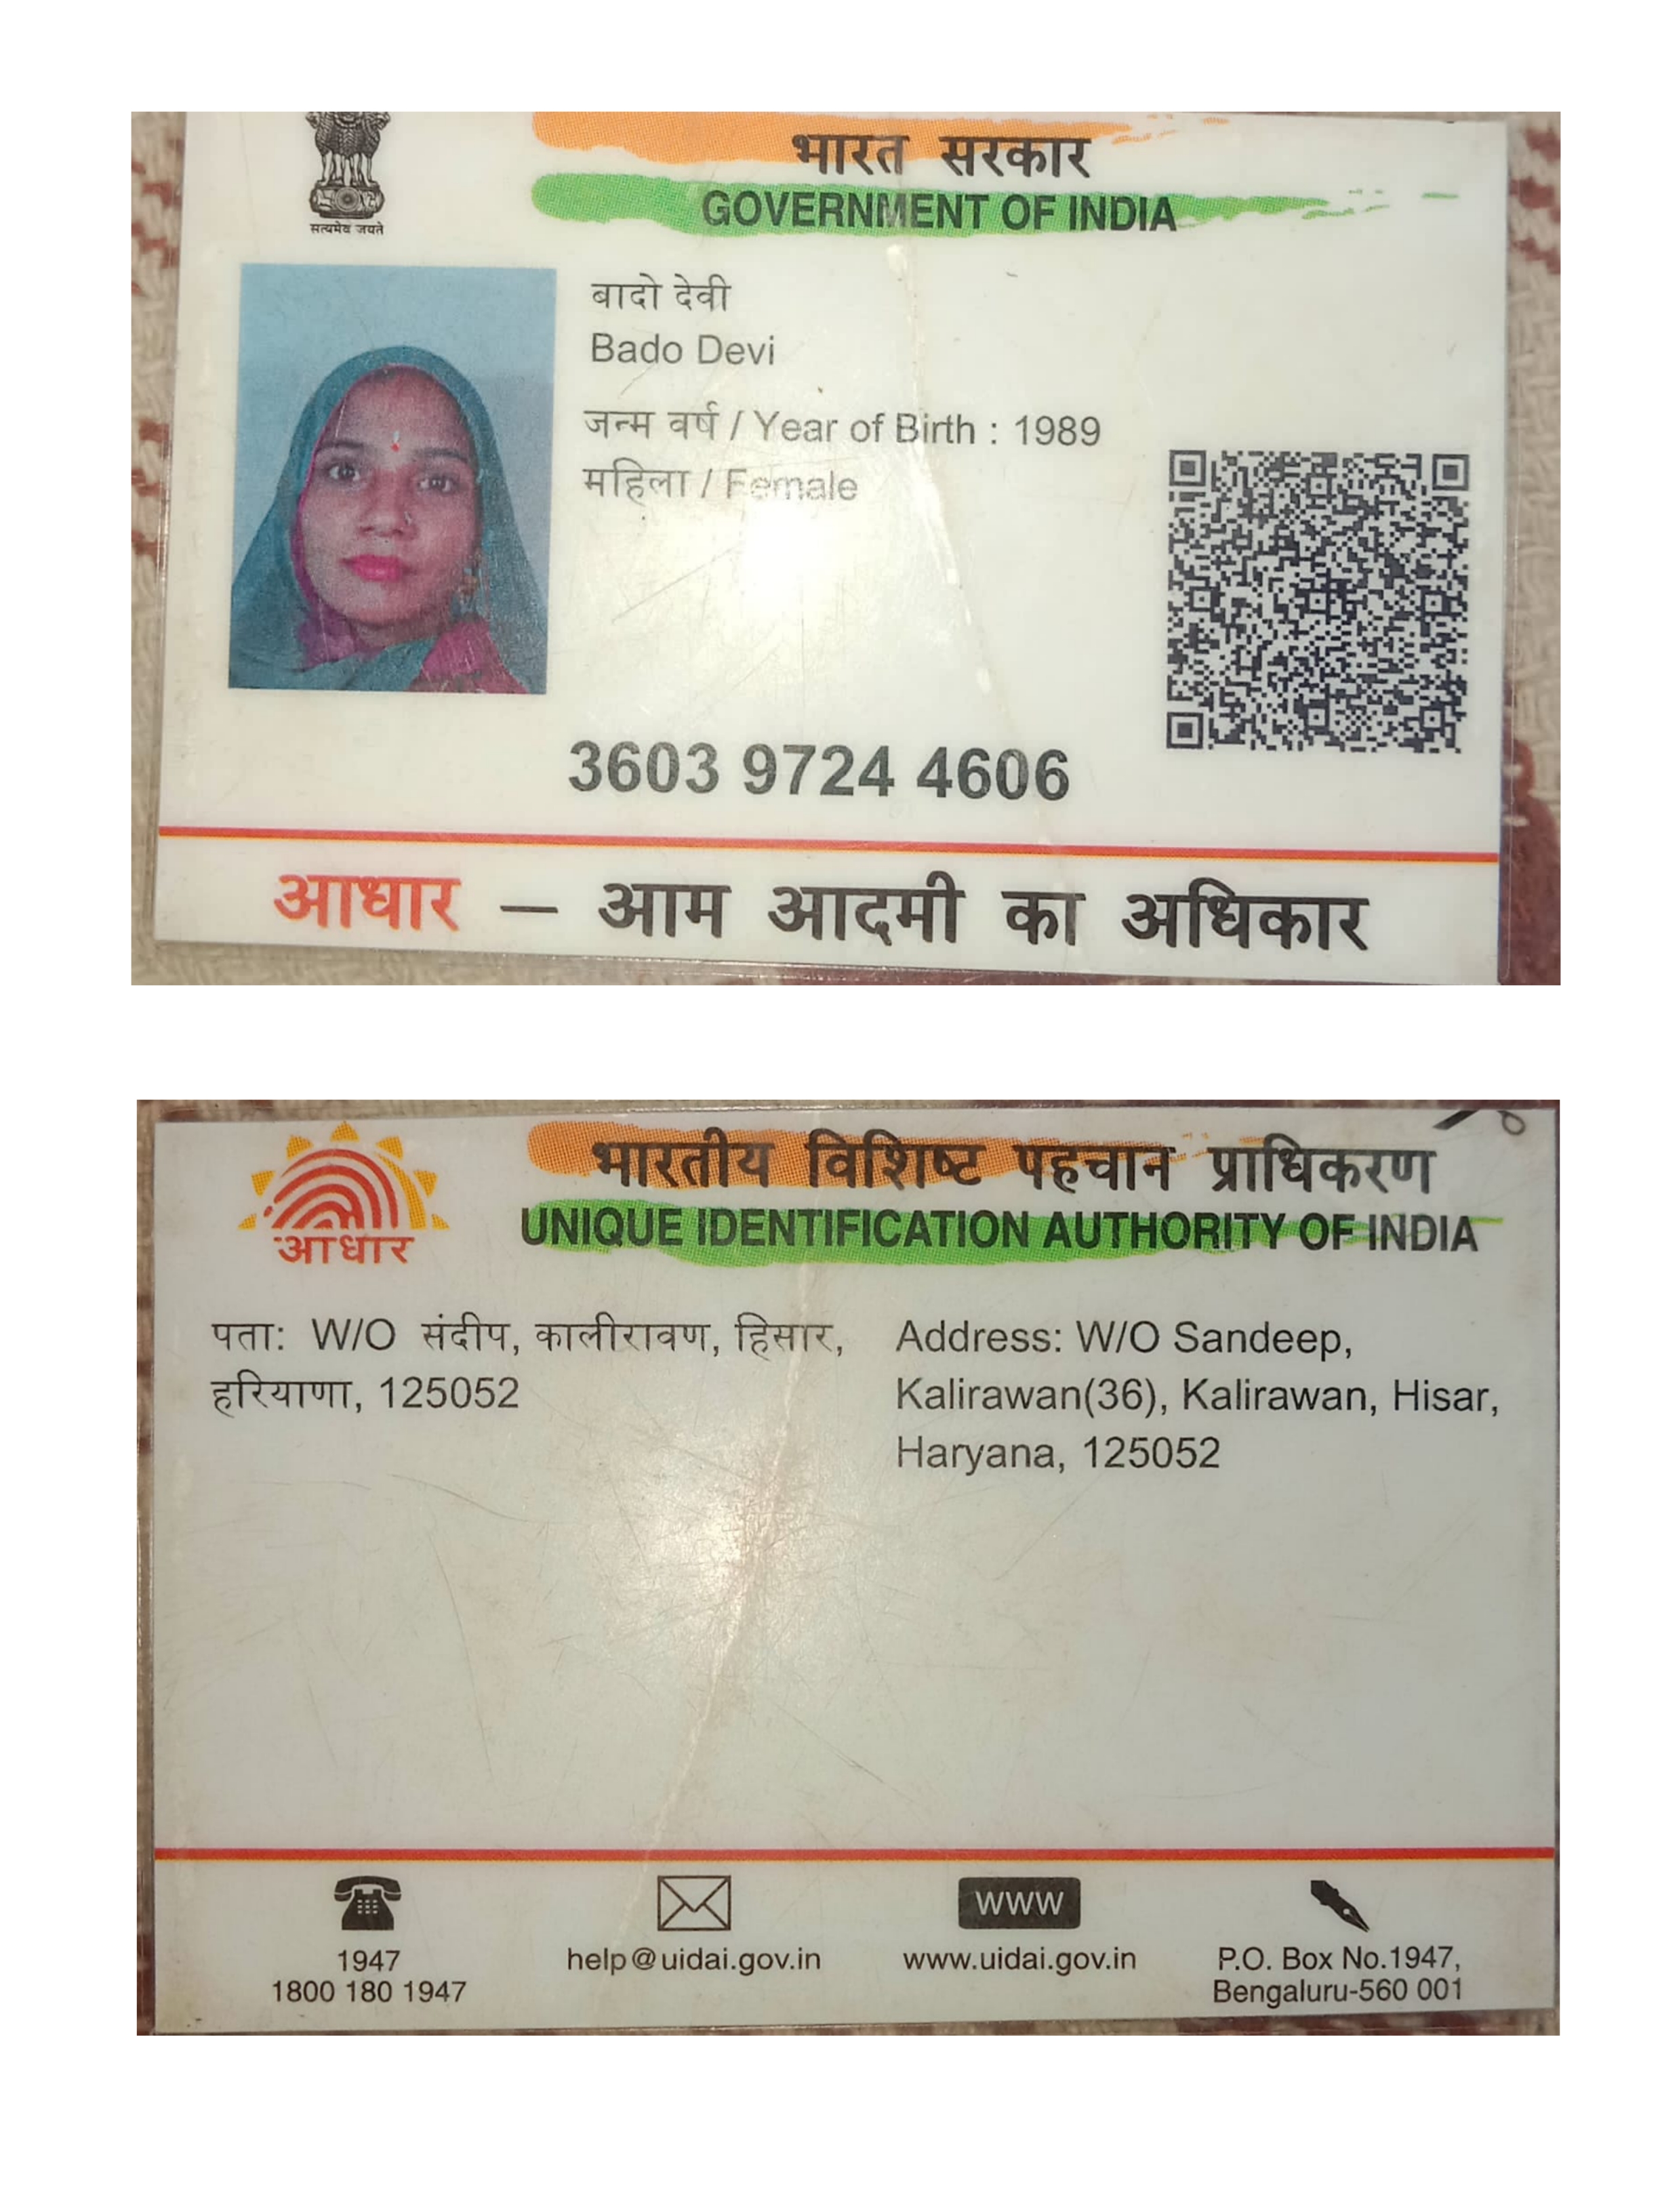 सत्यमेव जयते
भारत सरकार
GOVERNMENT OF INDIA
बादो देवी
Bado Devi
जन्म वर्ष / Year of Birth : 1989
महिला / Female
3603 9724 4606
आधार – आम आदमी का अधिकार
आधार
भारतीय विशिष्ट पहचान प्राधिकरण
UNIQUE IDENTIFICATION AUTHORITY OF INDIA
पता: W/O संदीप, कालीरावण, हिसार,
हरियाणा, 125052
Address: W/O Sandeep,
Kalirawan(36), Kalirawan, Hisar,
Haryana, 125052
1947
1800 180 1947
help@uidai.gov.in
www
www.uidai.gov.in
P.O. Box No.1947,
Bengaluru-560 001